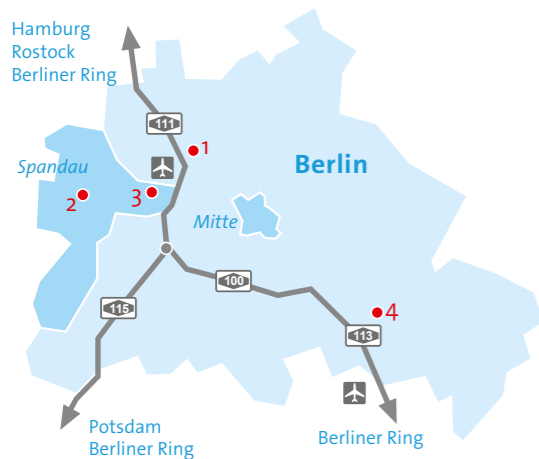 Hamburg
Rostock
Berliner Ring
111
1
Berlin
Spandau
2
3
Mitte
100
115
4
113
Potsdam
Berliner Ring
Berliner Ring